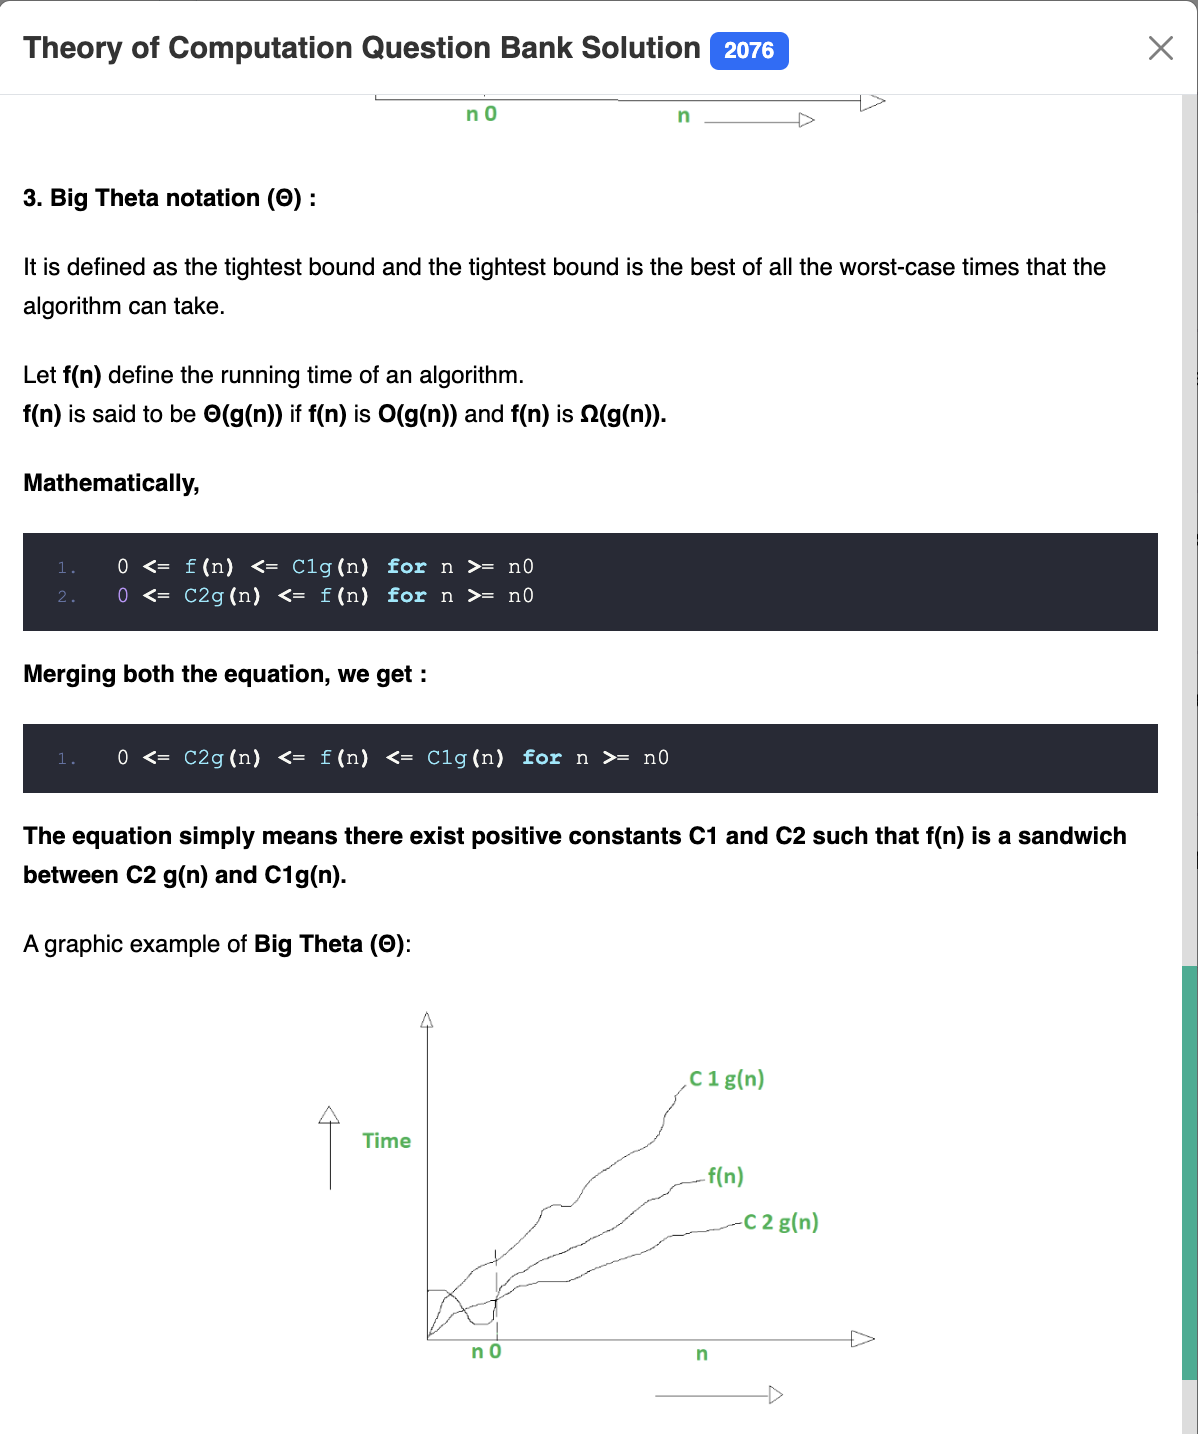 Theory of Computation Question Bank Solution 2076
n 0
n
3. Big Theta notation (Θ) :
It is defined as the tightest bound and the tightest bound is the best of all the worst-case times that the
algorithm can take.
Let f(n) define the running time of an algorithm.
f(n) is said to be Θ(g(n)) if f(n) is O(g(n)) and f(n) is Ω(g(n)).
Mathematically,
1. 0 <= f(n) <= C1g(n) for n >= n0
2. 0 <= C2g(n) <= f(n) for n >= n0
Merging both the equation, we get :
1. 0 <= C2g(n) <= f(n) <= C1g(n) for n >= n0
The equation simply means there exist positive constants C1 and C2 such that f(n) is a sandwich
between C2 g(n) and C1g(n).
A graphic example of Big Theta (Θ):
C 1 g(n)
Time
f(n)
C 2 g(n)
n 0
n